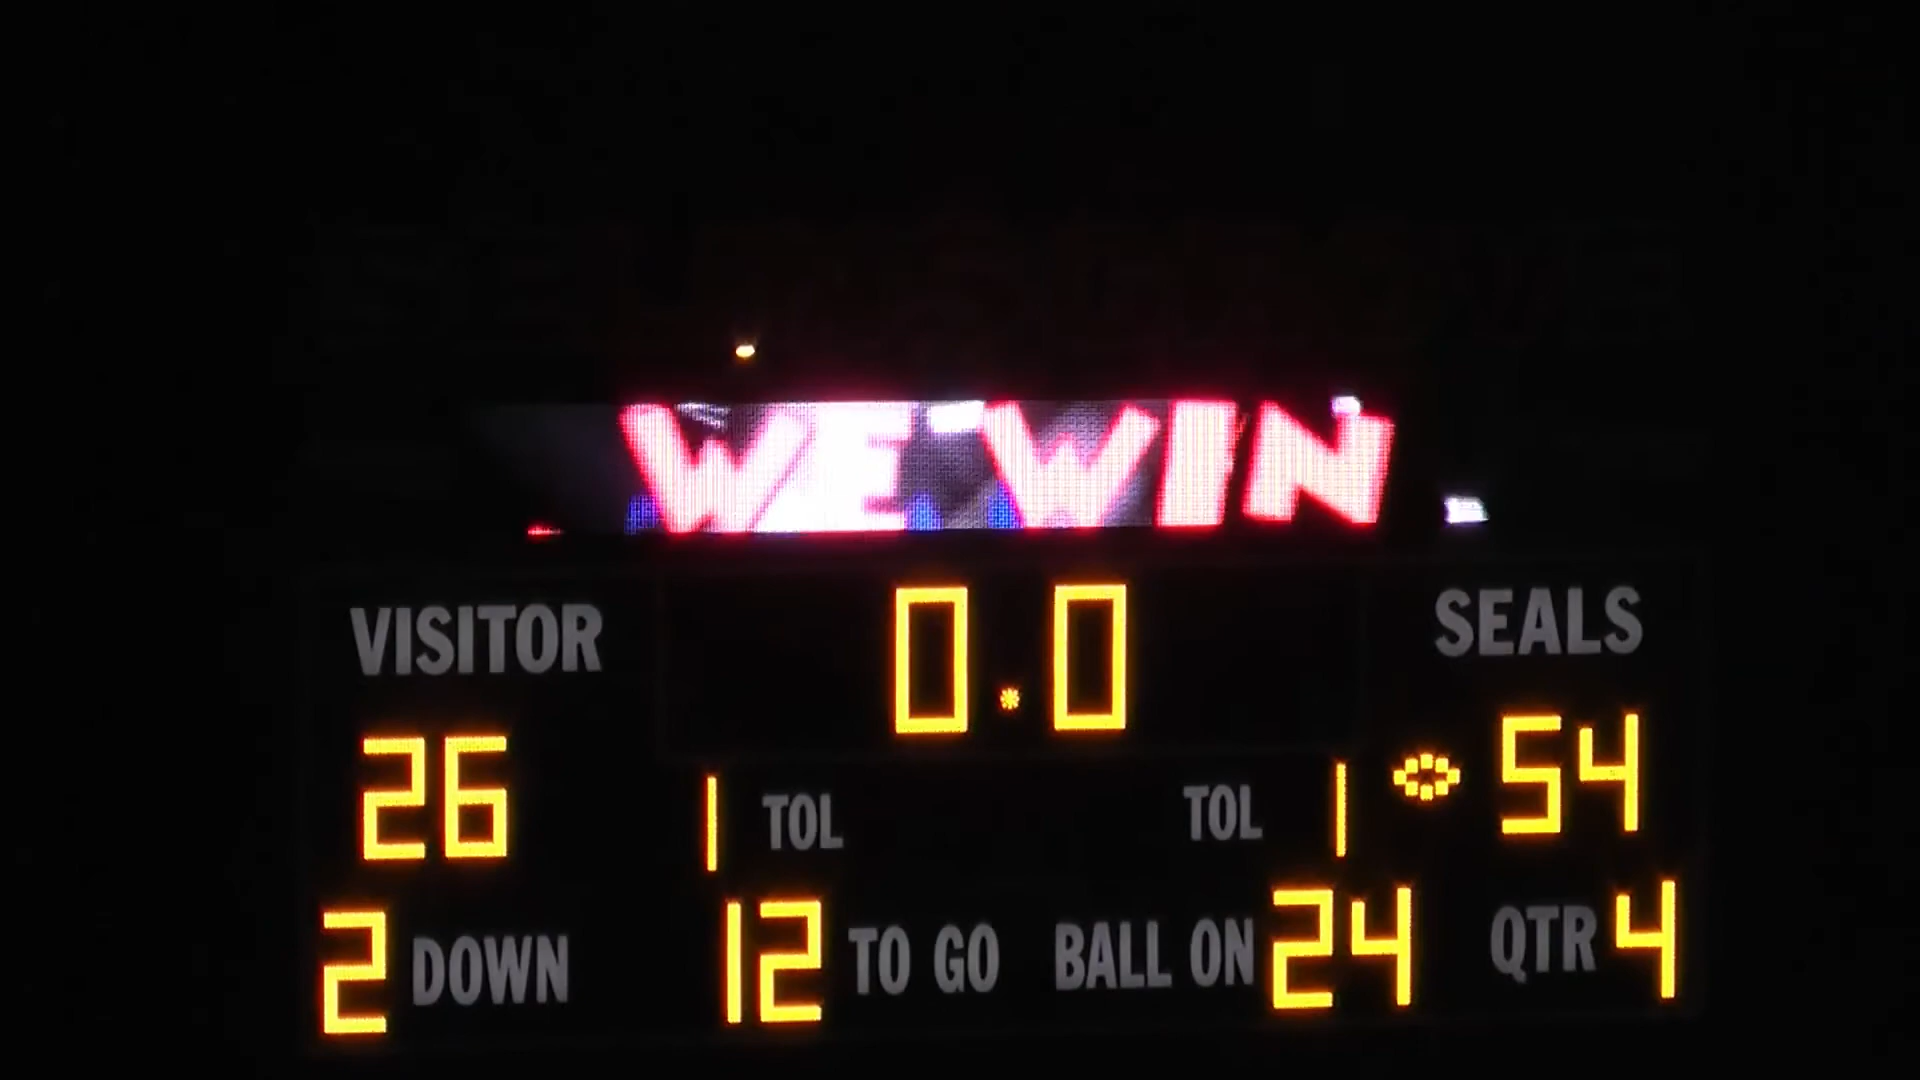 WE WIN
VISITOR 0.0 SEALS
26 1 TOL TOL 1 54
2 DOWN 12 TO GO BALL ON 24 QTR 4